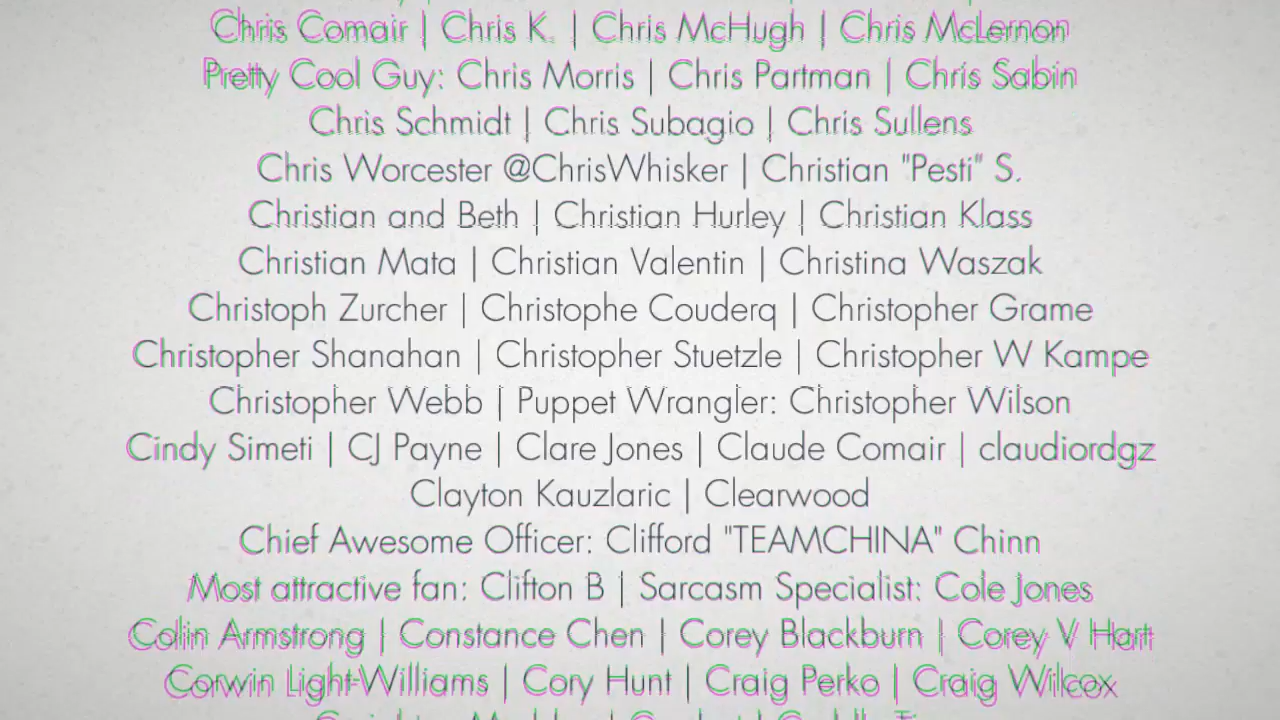 Chris Comair | Chris K. | Chris McHugh | Chris McLernon
Pretty Cool Guy: Chris Morris | Chris Partman | Chris Sabin
Chris Schmidt | Chris Subagio | Chris Sullens
Chris Worcester @ChrisWhisker | Christian "Pesti" S.
Christian and Beth | Christian Hurley | Christian Klass
Christian Mata | Christian Valentin | Christina Waszak
Christoph Zurcher | Christophe Couderq | Christopher Grame
Christopher Shanahan | Christopher Stuetzle | Christopher W Kampe
Christopher Webb | Puppet Wrangler: Christopher Wilson
Cindy Simeti | CJ Payne | Clare Jones | Claude Comair | claudiordgz
Clayton Kauzlaric | Clearwood
Chief Awesome Officer: Clifford "TEAMCHINA" Chinn
Most attractive fan: Clifton B | Sarcasm Specialist: Cole Jones
Colin Armstrong | Constance Chen | Corey Blackburn | Corey V Hart
Corwin Light-Williams | Cory Hunt | Craig Perko | Craig Wilcox